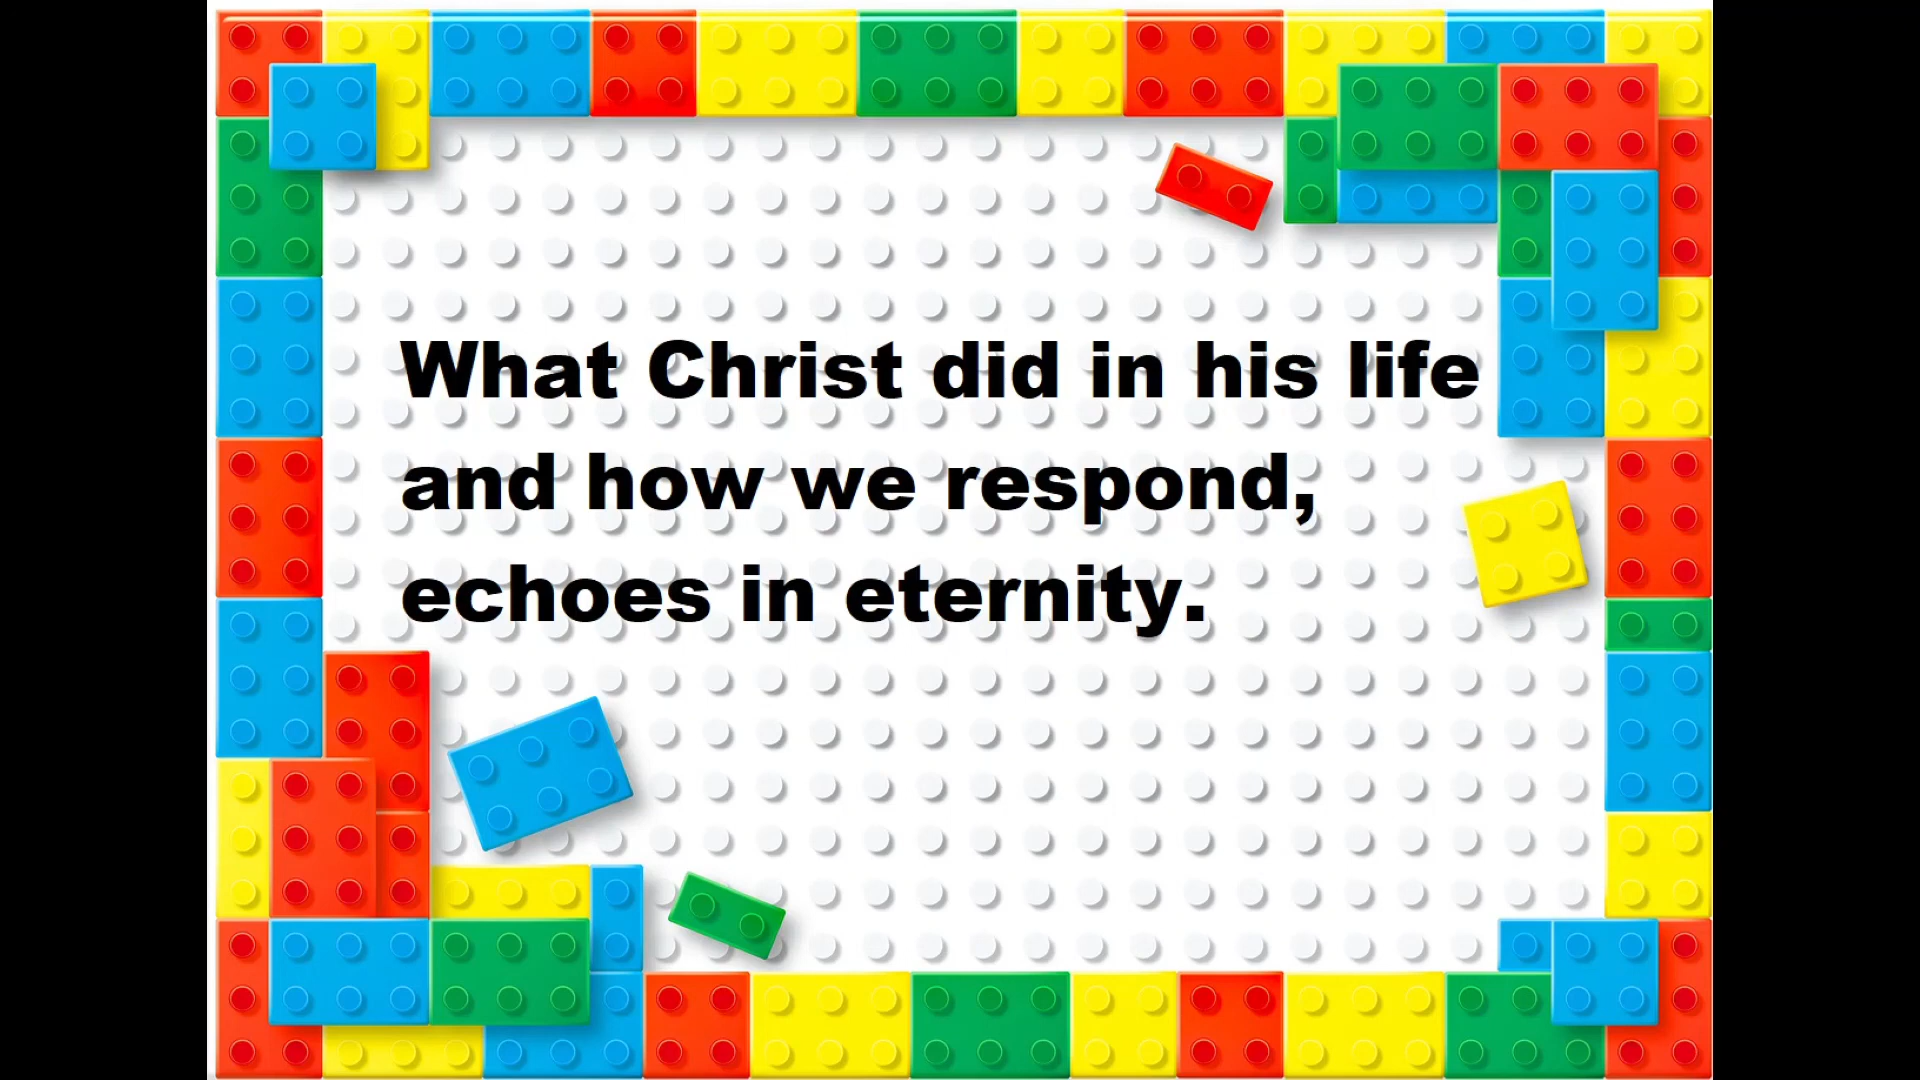 What Christ did in his life
and how we respond,
echoes in eternity.